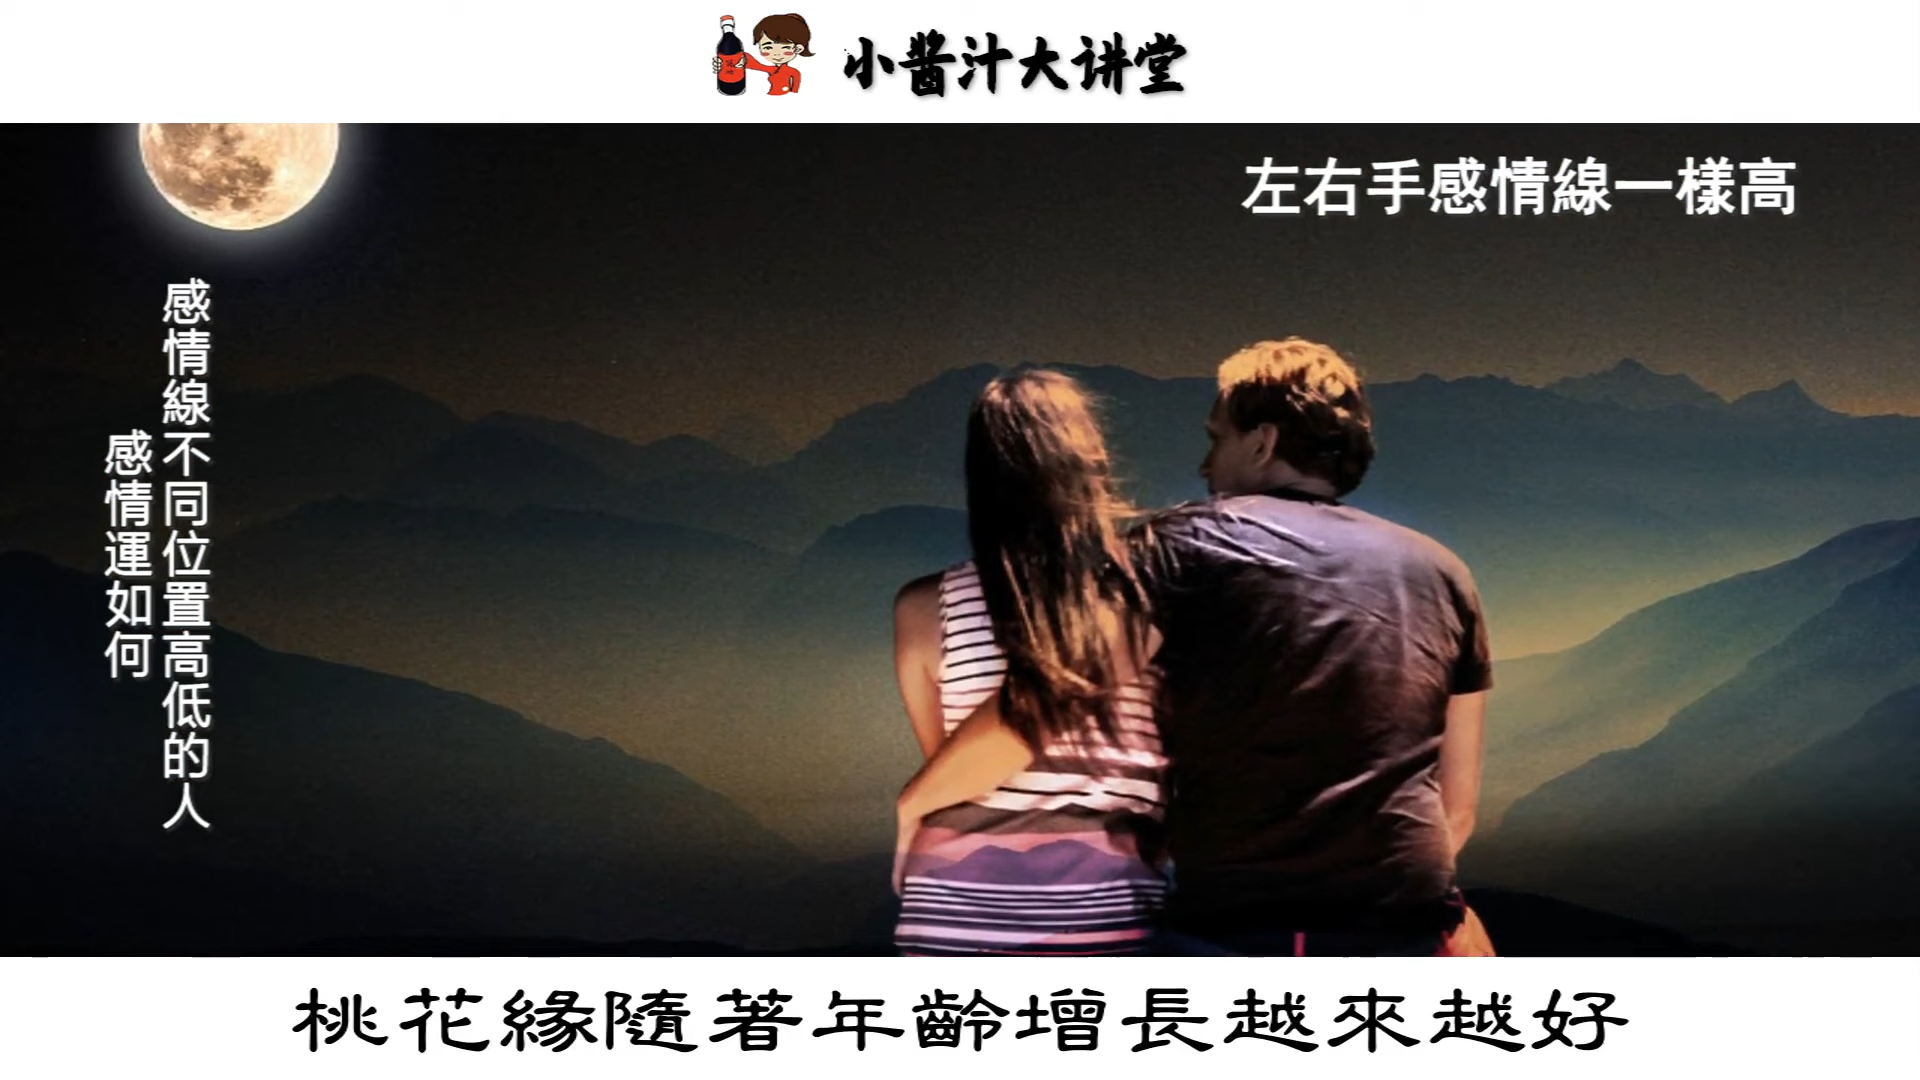 小酱汁大讲堂
左右手感情線一樣高
感情線不同位置高低的人
感情運如何
桃花緣隨著年齡增長越來越好